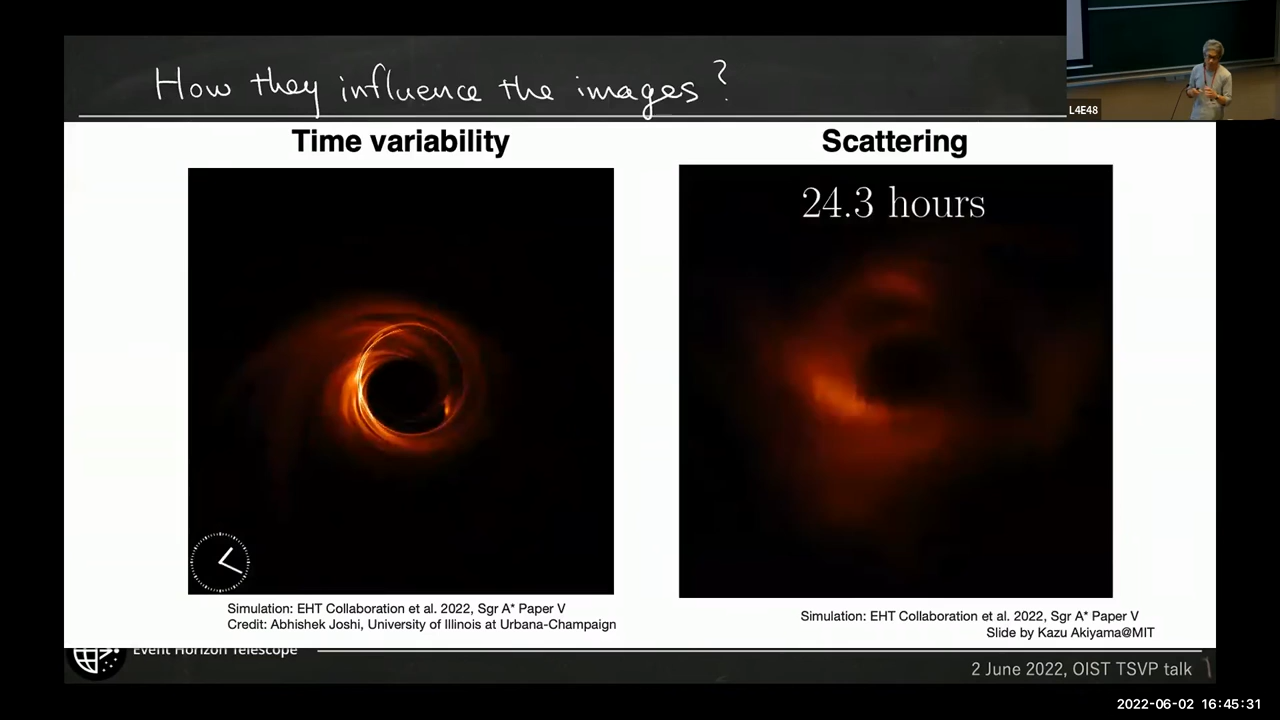 How they influence the images?
L4E48
Time variability
Scattering
24.3 hours
Simulation: EHT Collaboration et al. 2022, Sgr A* Paper V
Credit: Abhishek Joshi, University of Illinois at Urbana-Champaign
Simulation: EHT Collaboration et al. 2022, Sgr A* Paper V
Slide by Kazu Akiyama@MIT
Event Horizon Telescope
2 June 2022, OIST TSVP talk
2022-06-02 16:45:31